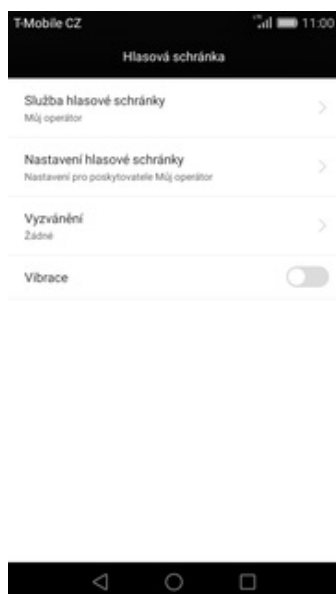 T-Mobile CZ 11:00
Hlasová schránka
Služba hlasové schránky
Můj operátor
Nastavení hlasové schránky
Nastavení pro poskytovatele Můj operátor
Vyzvánění
Žádné
Vibrace